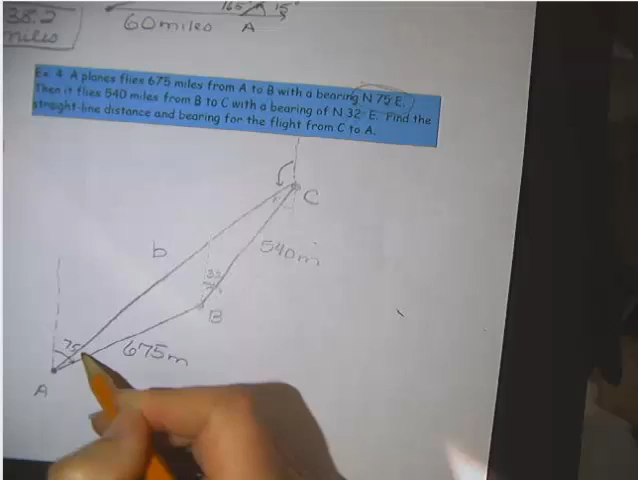 38.2
miles
165° 15°
60 miles A
Ex. 4 A planes flies 675 miles from A to B with a bearing N 75°E.
Then it flies 540 miles from B to C with a bearing of N 32° E. Find the
straight-line distance and bearing for the flight from C to A.
C
b
540m
32
B
75
675m
A